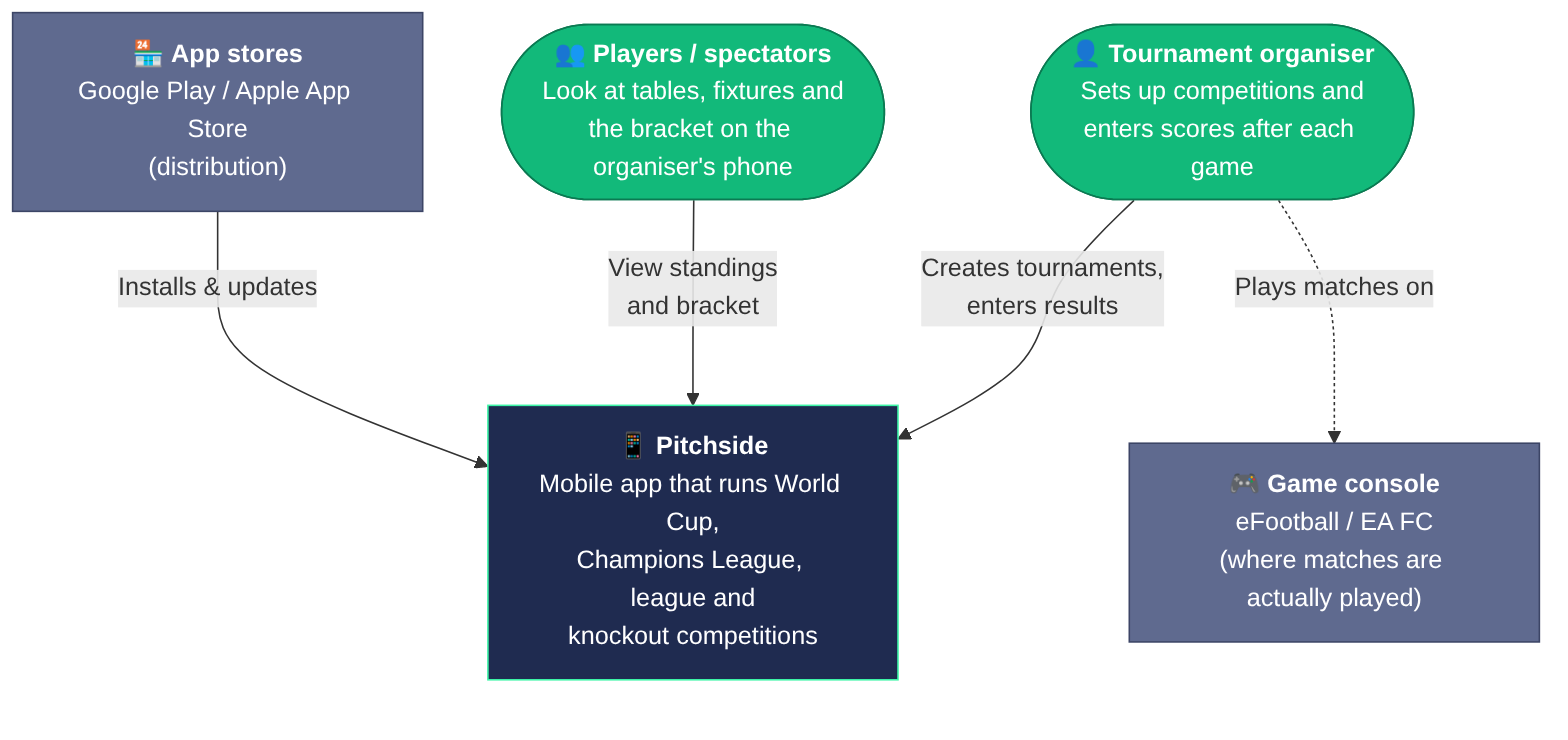 🏪 App stores
Google Play / Apple App
Store
(distribution)
👥 Players / spectators
Look at tables, fixtures and
the bracket on the
organiser's phone
👤 Tournament organiser
Sets up competitions and
enters scores after each
game
Installs & updates
View standings
and bracket
Creates tournaments,
enters results
Plays matches on
📱 Pitchside
Mobile app that runs World
Cup,
Champions League,
league and
knockout competitions
🎮 Game console
eFootball / EA FC
(where matches are
actually played)